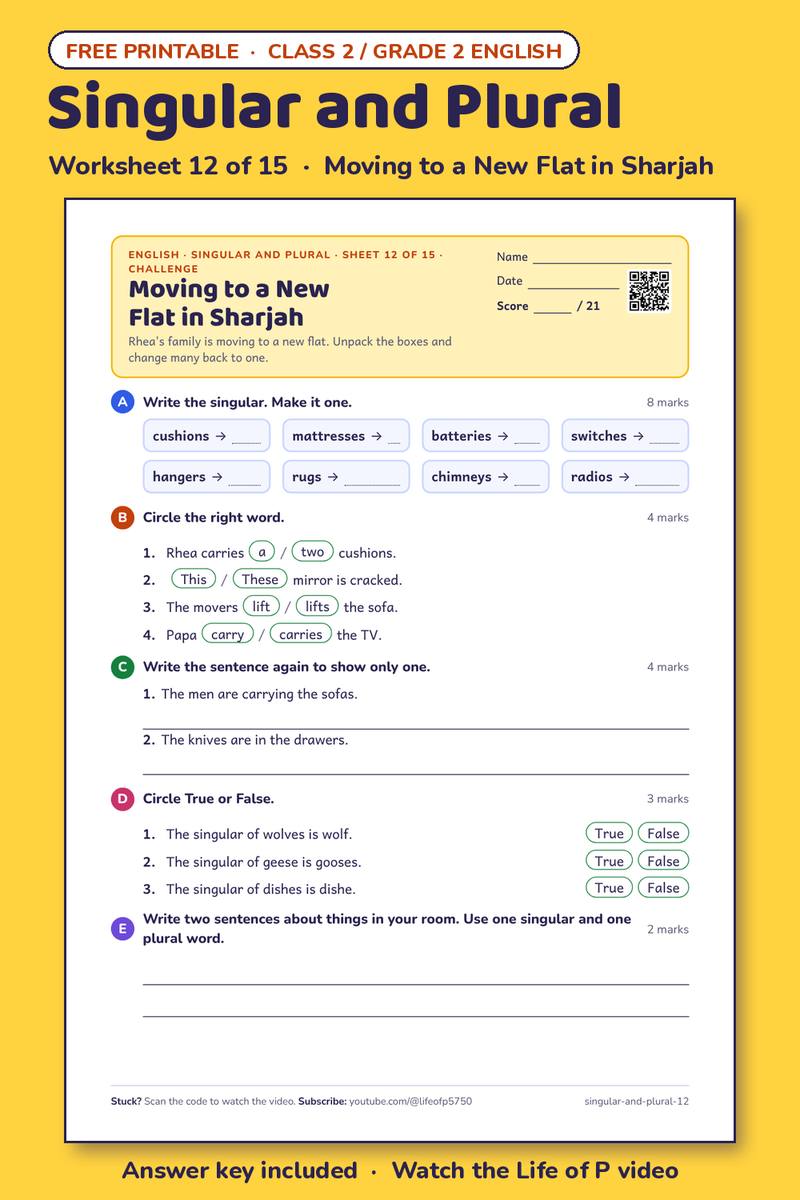 FREE PRINTABLE · CLASS 2 / GRADE 2 ENGLISH
Singular and Plural
Worksheet 12 of 15 · Moving to a New Flat in Sharjah
ENGLISH · SINGULAR AND PLURAL · SHEET 12 OF 15 ·
CHALLENGE
Moving to a New
Flat in Sharjah
Rhea's family is moving to a new flat. Unpack the boxes and
change many back to one.
Name
Date
Score / 21
A Write the singular. Make it one. 8 marks
cushions → mattresses → batteries → switches →
hangers → rugs → chimneys → radios →
B Circle the right word. 4 marks
1. Rhea carries a / two cushions.
2. This / These mirror is cracked.
3. The movers lift / lifts the sofa.
4. Papa carry / carries the TV.
C Write the sentence again to show only one. 4 marks
1. The men are carrying the sofas.
2. The knives are in the drawers.
D Circle True or False. 3 marks
1. The singular of wolves is wolf. True False
2. The singular of geese is gooses. True False
3. The singular of dishes is dishe. True False
E Write two sentences about things in your room. Use one singular and one
plural word. 2 marks
Stuck? Scan the code to watch the video. Subscribe: youtube.com/@lifeofp5750 singular-and-plural-12
Answer key included · Watch the Life of P video